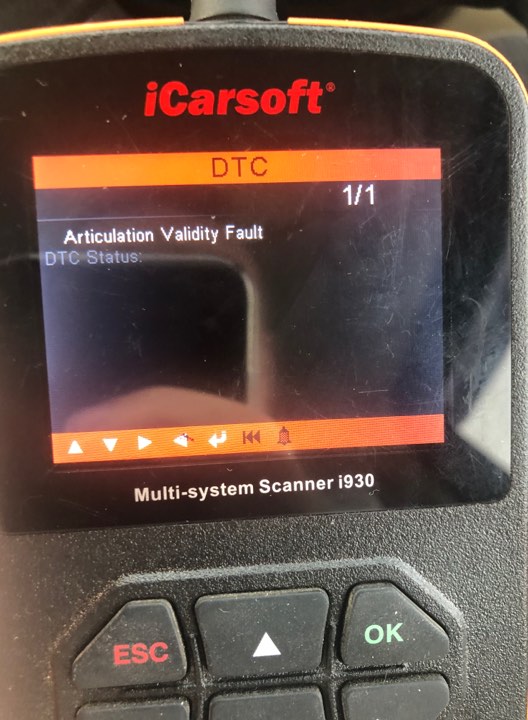 iCarsoft®
DTC
1/1
Articulation Validity Fault
DTC Status:
Multi-system Scanner i930
ESC
OK